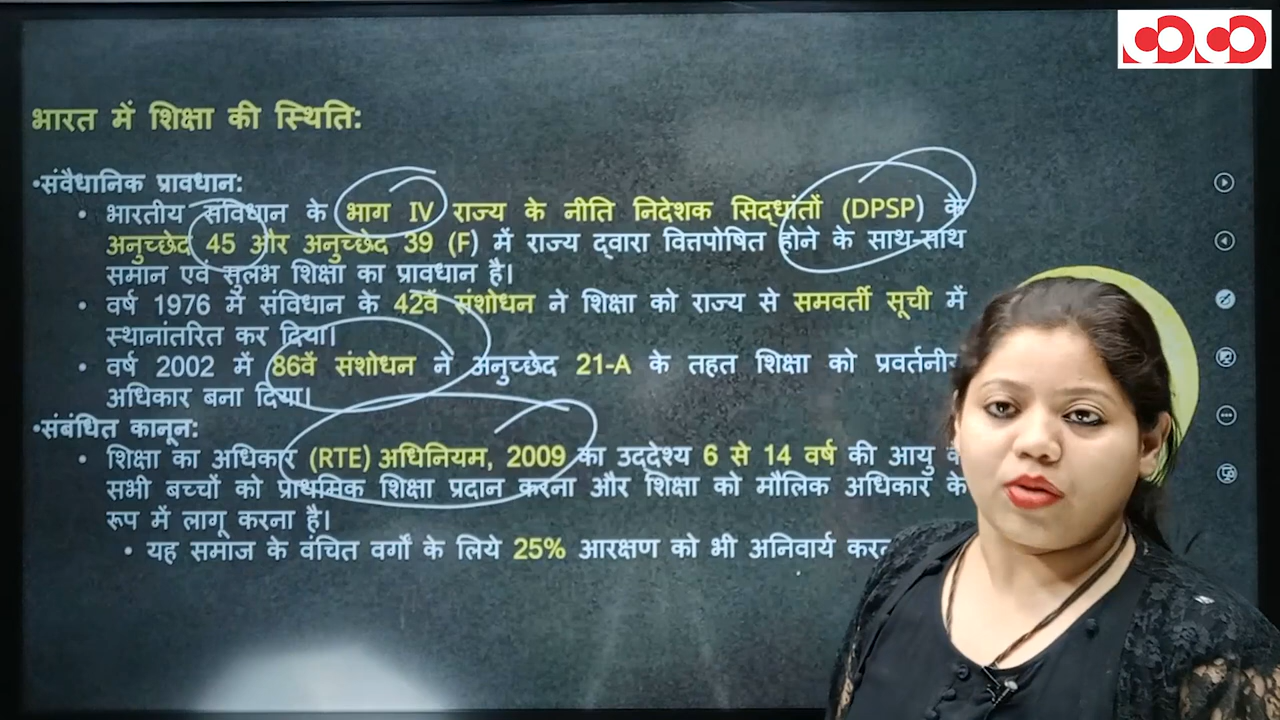 भारत में शिक्षा की स्थिति:
•संवैधानिक प्रावधान:
• भारतीय संविधान के भाग IV राज्य के नीति निदेशक सिद्धांतों (DPSP) के
अनुच्छेद 45 और अनुच्छेद 39 (F) में राज्य द्वारा वित्तपोषित होने के साथ-साथ
समान एवं सुलभ शिक्षा का प्रावधान है।
• वर्ष 1976 में संविधान के 42वें संशोधन ने शिक्षा को राज्य से समवर्ती सूची में
स्थानांतरित कर दिया।
• वर्ष 2002 में 86वें संशोधन ने अनुच्छेद 21-A के तहत शिक्षा को
अधिकार बना दिया।
•संबंधित कानून:
• शिक्षा का अधिकार (RTE) अधिनियम, 2009 का उद्देश्य 6 से 14 वर्ष की आयु
सभी बच्चों को प्राथमिक शिक्षा प्रदान करना और शिक्षा को मौलिक अधिकार के
रूप में लागू करना है।
• यह समाज के वंचित वर्गों के लिये 25% आरक्षण को भी अनिवार्य